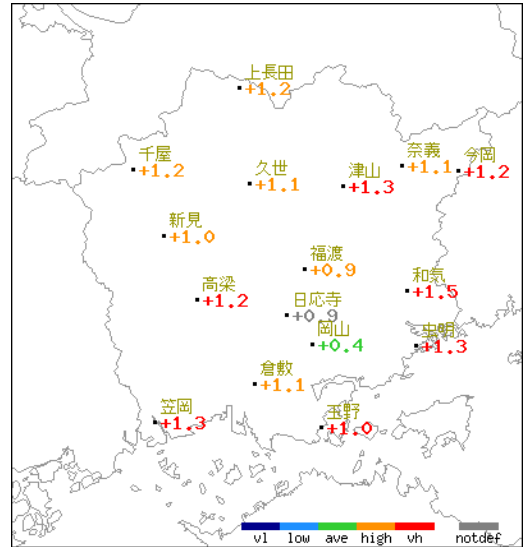 上長田
+1.2
千屋
+1.2
久世
+1.1
津山
+1.3
奈義
+1.1
今岡
+1.2
新見
+1.0
福渡
+0.9
高梁
+1.2
和気
+1.5
日応寺
+0.9
岡山
+0.4
虫明
+1.3
倉敷
+1.1
笠岡
+1.3
玉野
+1.0
vl low ave high vh notdef